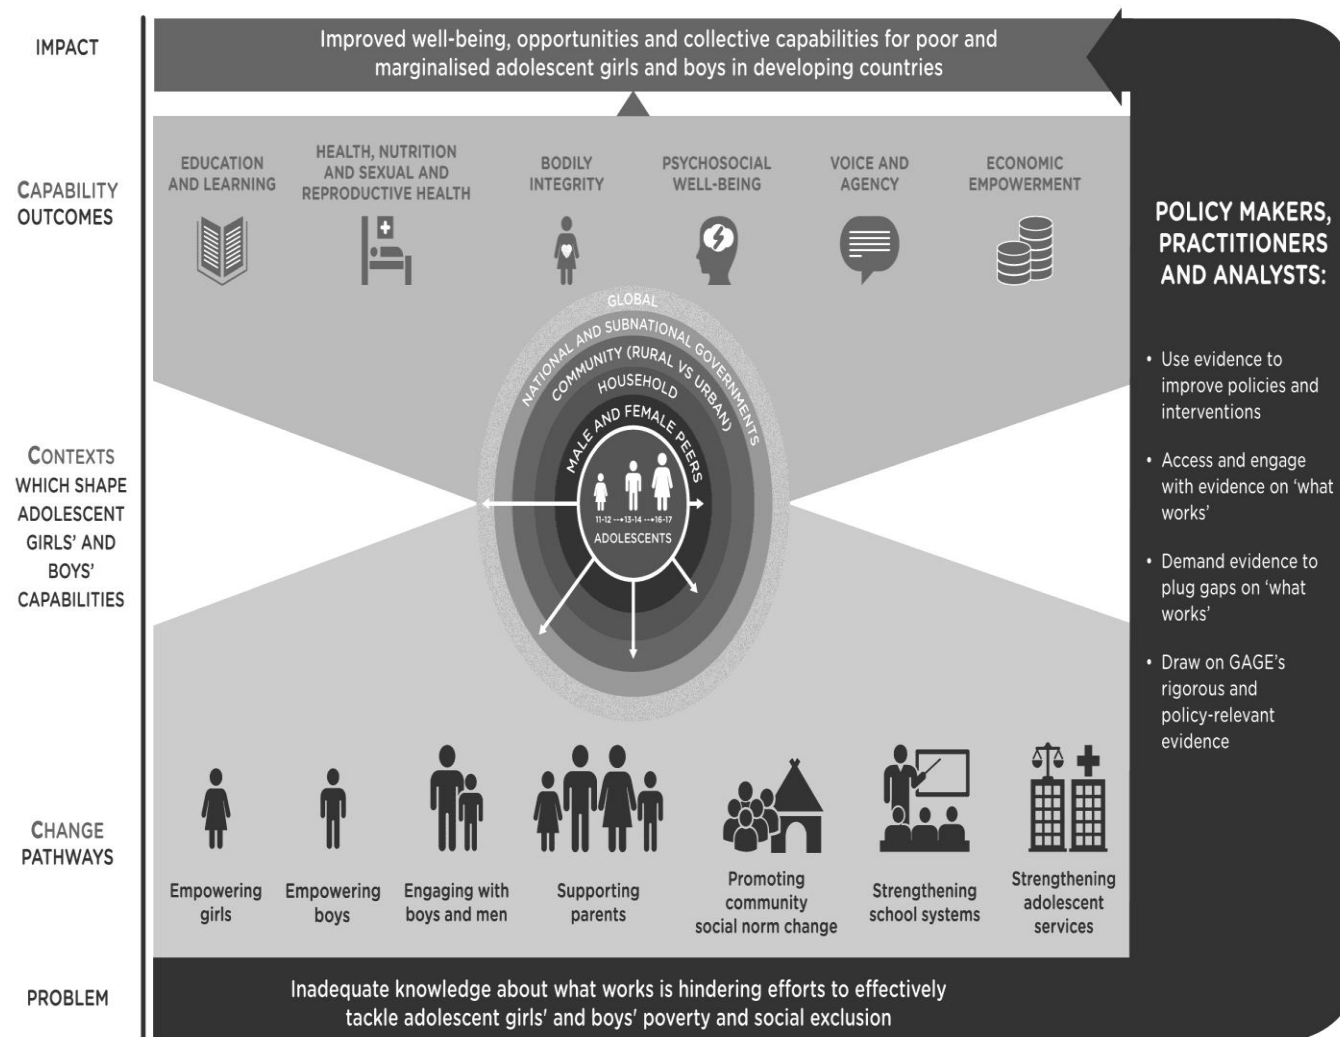 IMPACT
Improved well-being, opportunities and collective capabilities for poor and
marginalised adolescent girls and boys in developing countries
CAPABILITY
OUTCOMES
EDUCATION
AND LEARNING
HEALTH, NUTRITION
AND SEXUAL AND
REPRODUCTIVE HEALTH
BODILY
INTEGRITY
PSYCHOSOCIAL
WELL-BEING
VOICE AND
AGENCY
ECONOMIC
EMPOWERMENT
CONTEXTS
WHICH SHAPE
ADOLESCENT
GIRLS' AND
BOYS'
CAPABILITIES
GLOBAL
NATIONAL AND SUBNATIONAL GOVERNMENTS
COMMUNITY (RURAL VS URBAN)
HOUSEHOLD
MALE AND FEMALE PEERS
11-12 --→13-14 --→16-17
ADOLESCENTS
CHANGE
PATHWAYS
Empowering
girls
Empowering
boys
Engaging with
boys and men
Supporting
parents
Promoting
community
social norm change
Strengthening
school systems
Strengthening
adolescent
services
PROBLEM
Inadequate knowledge about what works is hindering efforts to effectively
tackle adolescent girls' and boys' poverty and social exclusion
POLICY MAKERS,
PRACTITIONERS
AND ANALYSTS:
• Use evidence to
improve policies and
interventions
• Access and engage
with evidence on 'what
works'
• Demand evidence to
plug gaps on 'what
works'
• Draw on GAGE's
rigorous and
policy-relevant
evidence